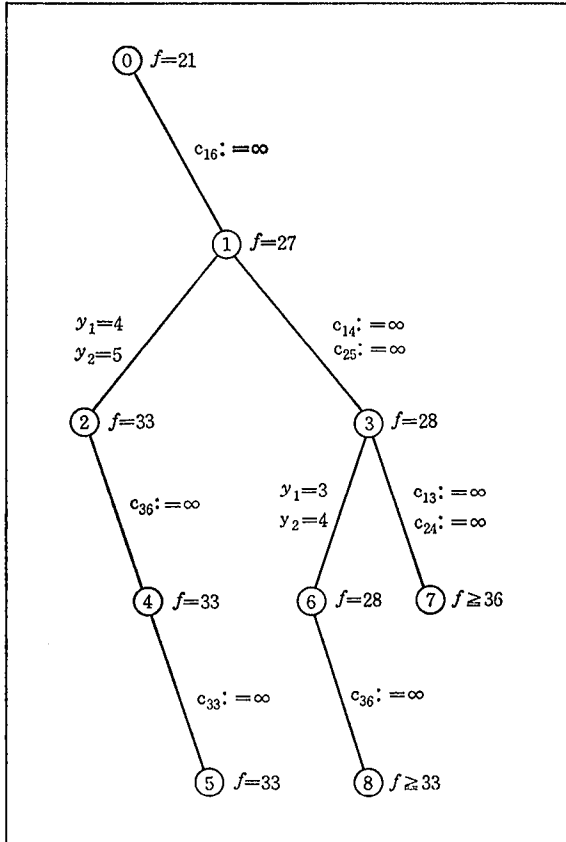 0 f=21
c₁₆: =∞
1 f=27
y₁=4
y₂=5
c₁₄: =∞
c₂₅: =∞
2 f=33
3 f=28
c₃₆: =∞
y₁=3
y₂=4
c₁₃: =∞
c₂₄: =∞
4 f=33
6 f=28
7 f≧36
c₃₃: =∞
c₃₆: =∞
5 f=33
8 f≧33